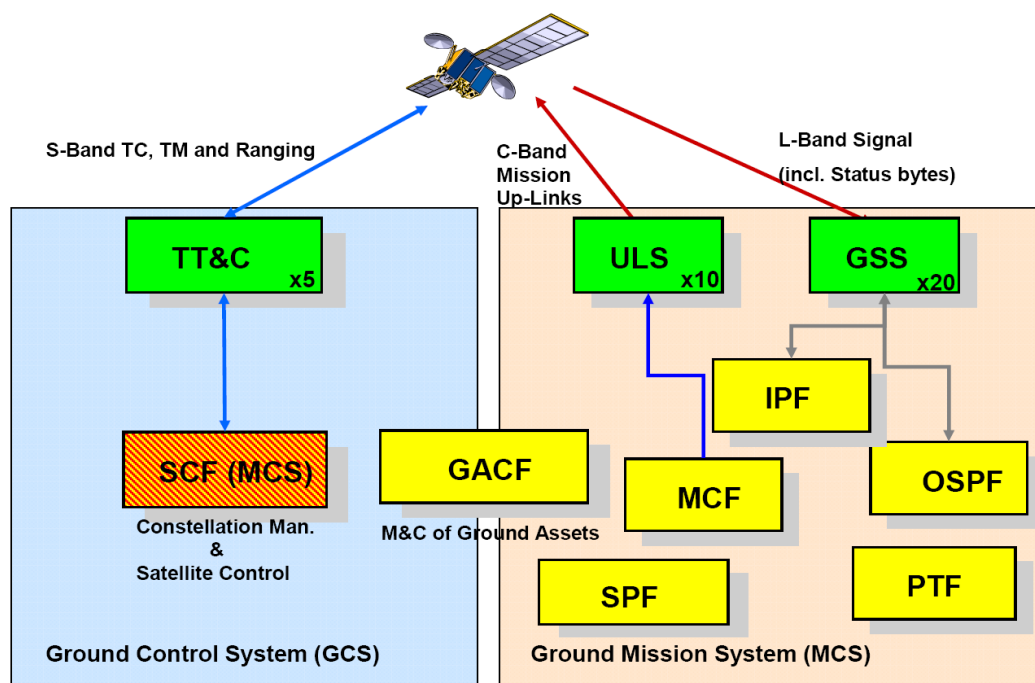 S-Band TC, TM and Ranging
C-Band
Mission
Up-Links
L-Band Signal
(incl. Status bytes)
TT&C
x5
ULS
x10
GSS
x20
IPF
SCF (MCS)
Constellation Man.
&
Satellite Control
GACF
M&C of Ground Assets
MCF
OSPF
SPF
PTF
Ground Control System (GCS)
Ground Mission System (MCS)